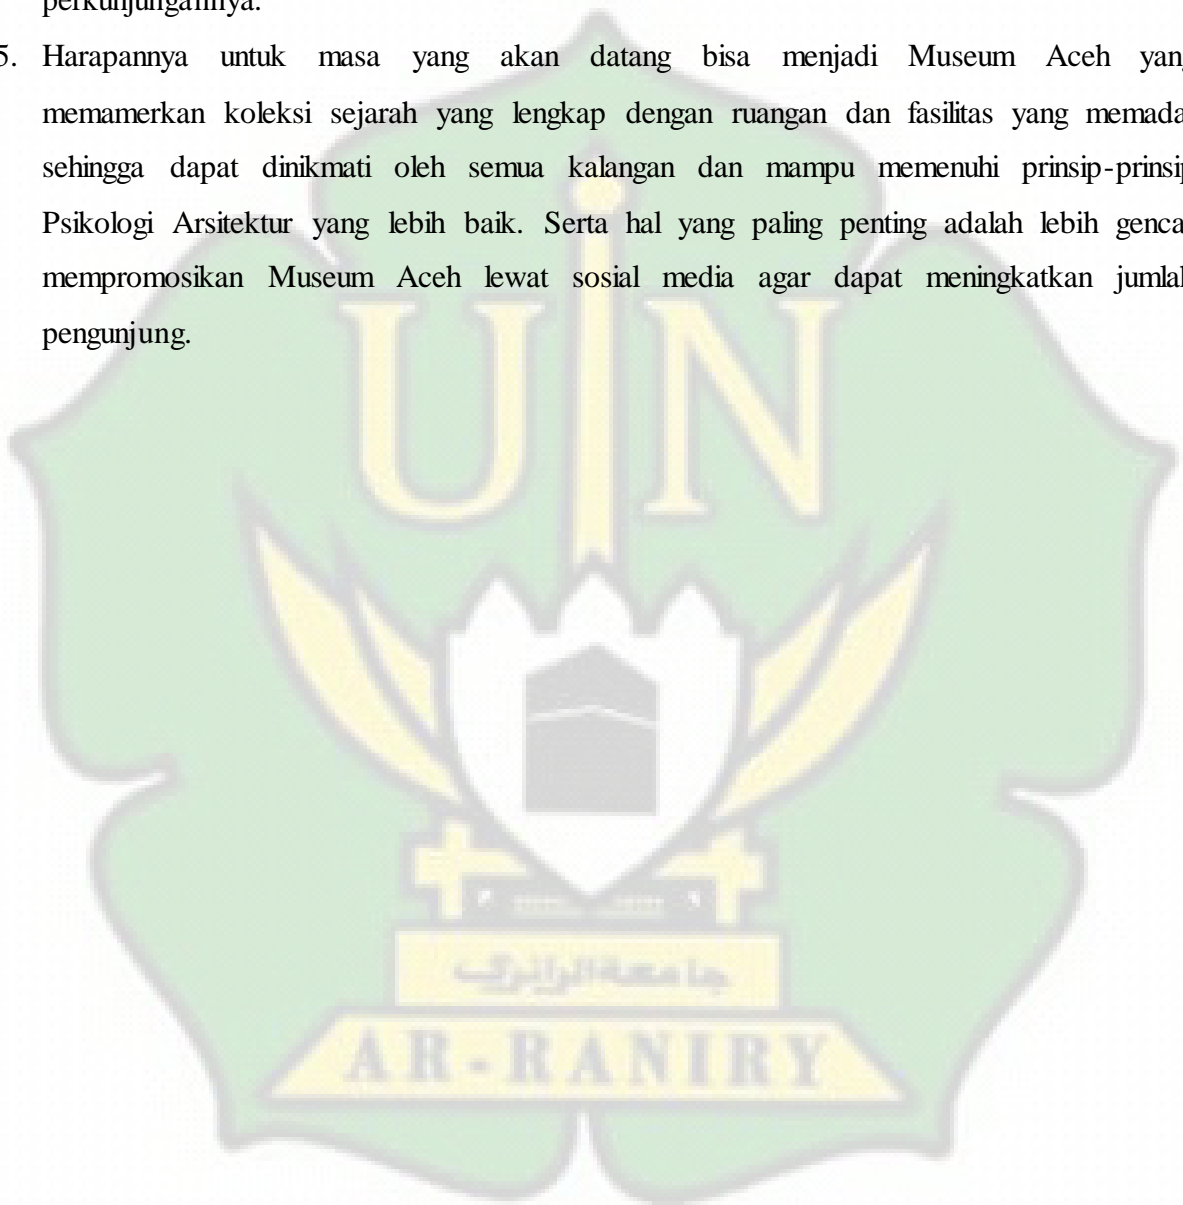 perkunjungannya.
5. Harapannya untuk masa yang akan datang bisa menjadi Museum Aceh yang
memamerkan koleksi sejarah yang lengkap dengan ruangan dan fasilitas yang memadai
sehingga dapat dinikmati oleh semua kalangan dan mampu memenuhi prinsip-prinsip
Psikologi Arsitektur yang lebih baik. Serta hal yang paling penting adalah lebih gencar
mempromosikan Museum Aceh lewat sosial media agar dapat meningkatkan jumlah
pengunjung.
UIN
جامعة الرانيري
AR-RANIRY